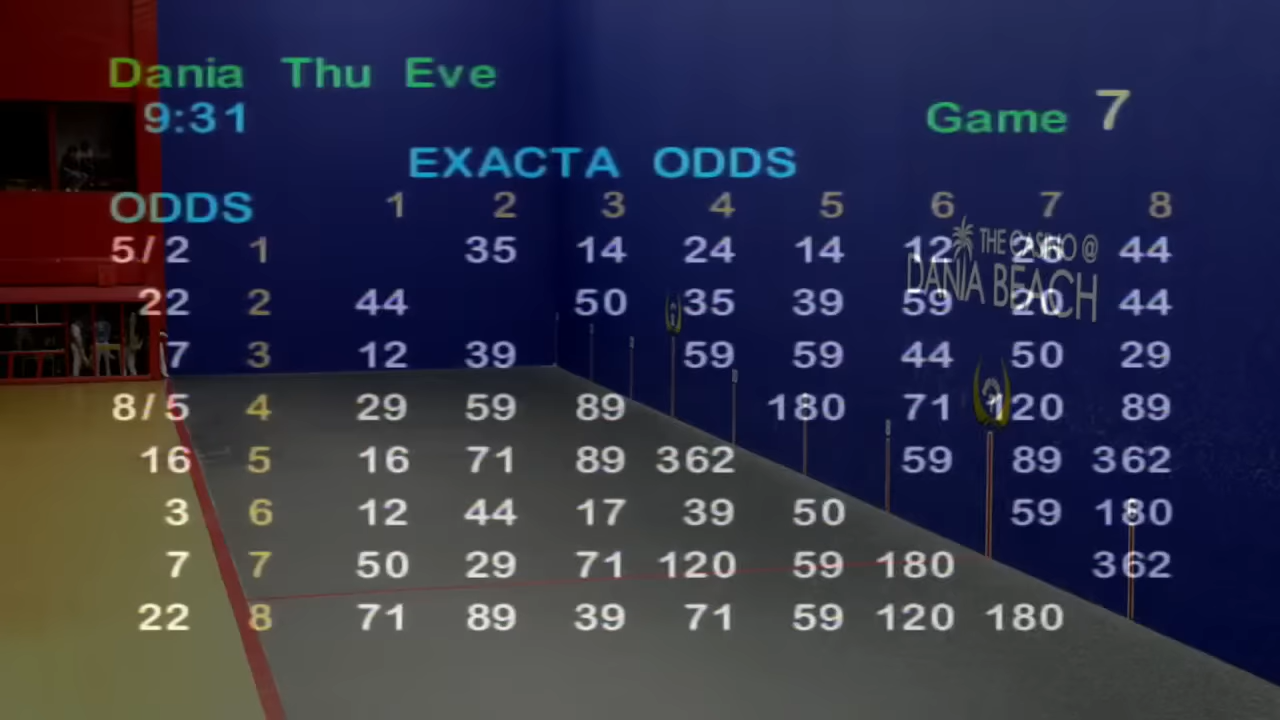 Dania Thu Eve
9:31
Game 7
EXACTA ODDS
ODDS 1 2 3 4 5 6 7 8
5/2 1 35 14 24 14 12 26 44
THE CASINO @
DANIA BEACH
22 2 44 50 35 39 59 20 44
7 3 12 39 59 59 44 50 29
8/5 4 29 59 89 180 71 120 89
16 5 16 71 89 362 59 89 362
3 6 12 44 17 39 50 59 180
7 7 50 29 71 120 59 180 362
22 8 71 89 39 71 59 120 180